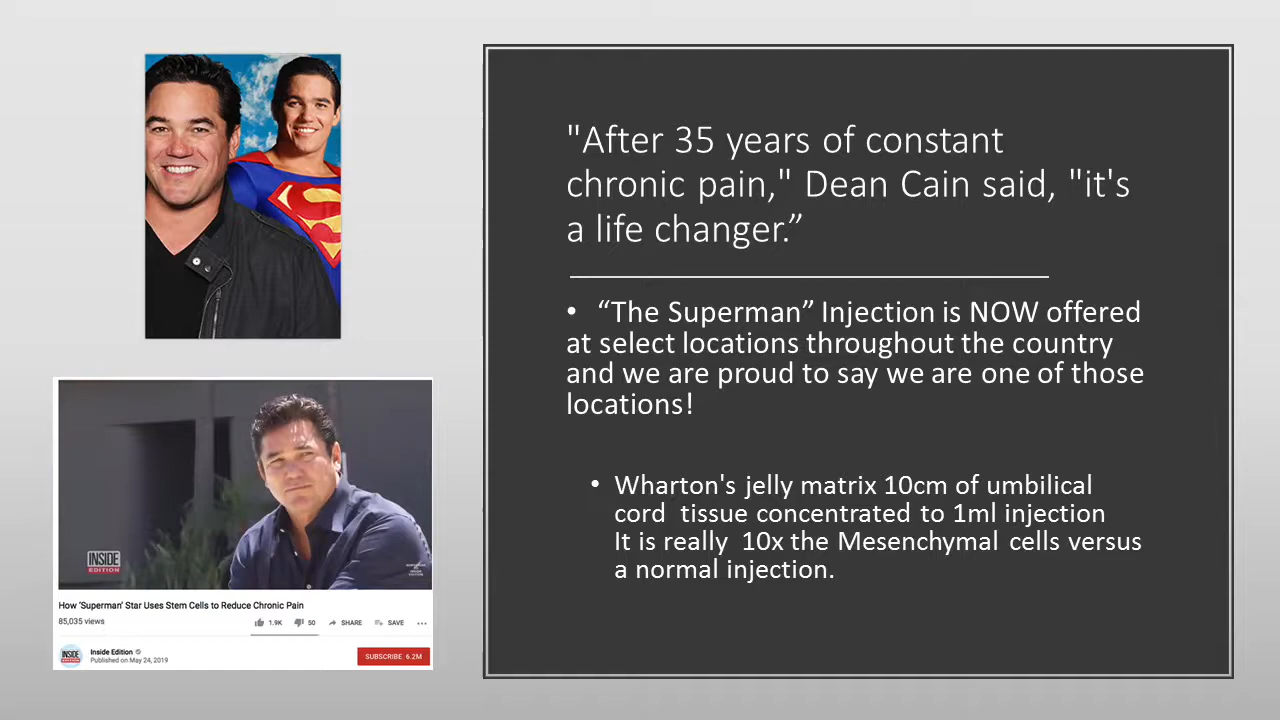 "After 35 years of constant
chronic pain," Dean Cain said, "it's
a life changer.”
• “The Superman” Injection is NOW offered
at select locations throughout the country
and we are proud to say we are one of those
locations!
• Wharton's jelly matrix 10cm of umbilical
cord tissue concentrated to 1ml injection
It is really 10x the Mesenchymal cells versus
a normal injection.
S
INSIDE
EDITION
How ‘Superman’ Star Uses Stem Cells to Reduce Chronic Pain
85,035 views
1.9K
50
SHARE
SAVE
INSIDE
Inside Edition
Published on May 24, 2019
SUBSCRIBE 6.2M